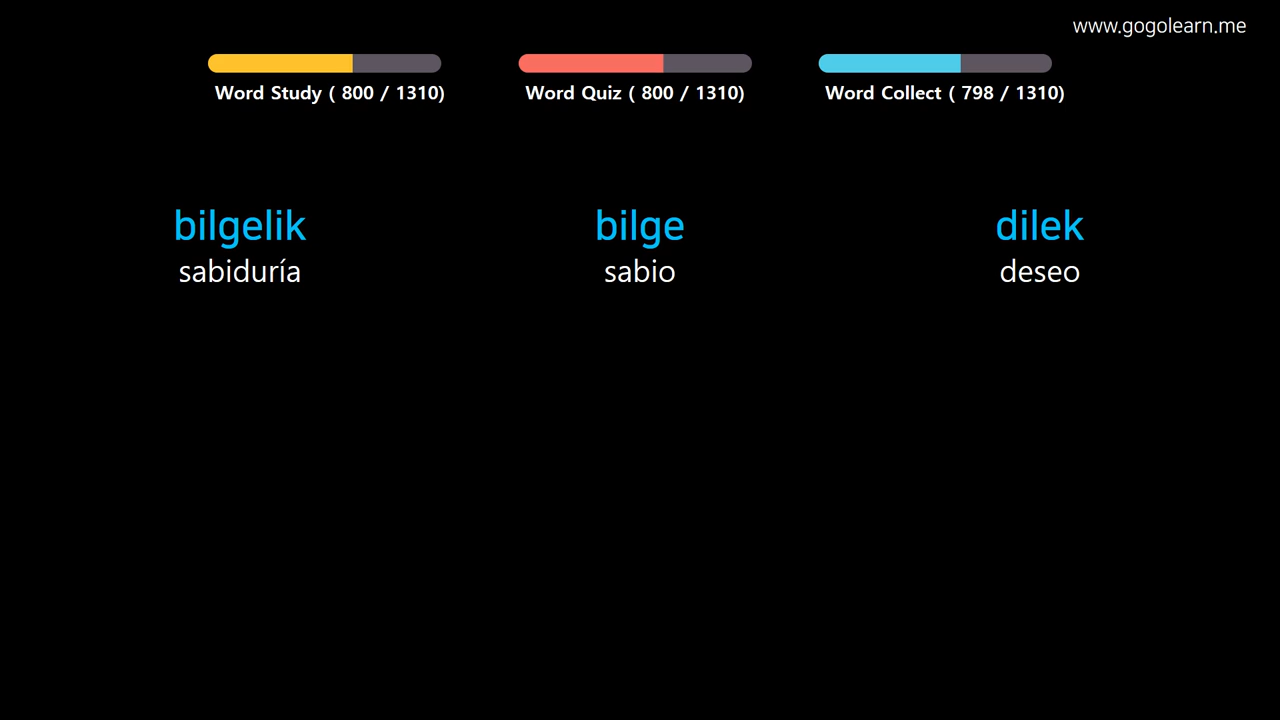 www.gogolearn.me
Word Study ( 800 / 1310)
Word Quiz ( 800 / 1310)
Word Collect ( 798 / 1310)
bilgelik
sabiduría
bilge
sabio
dilek
deseo